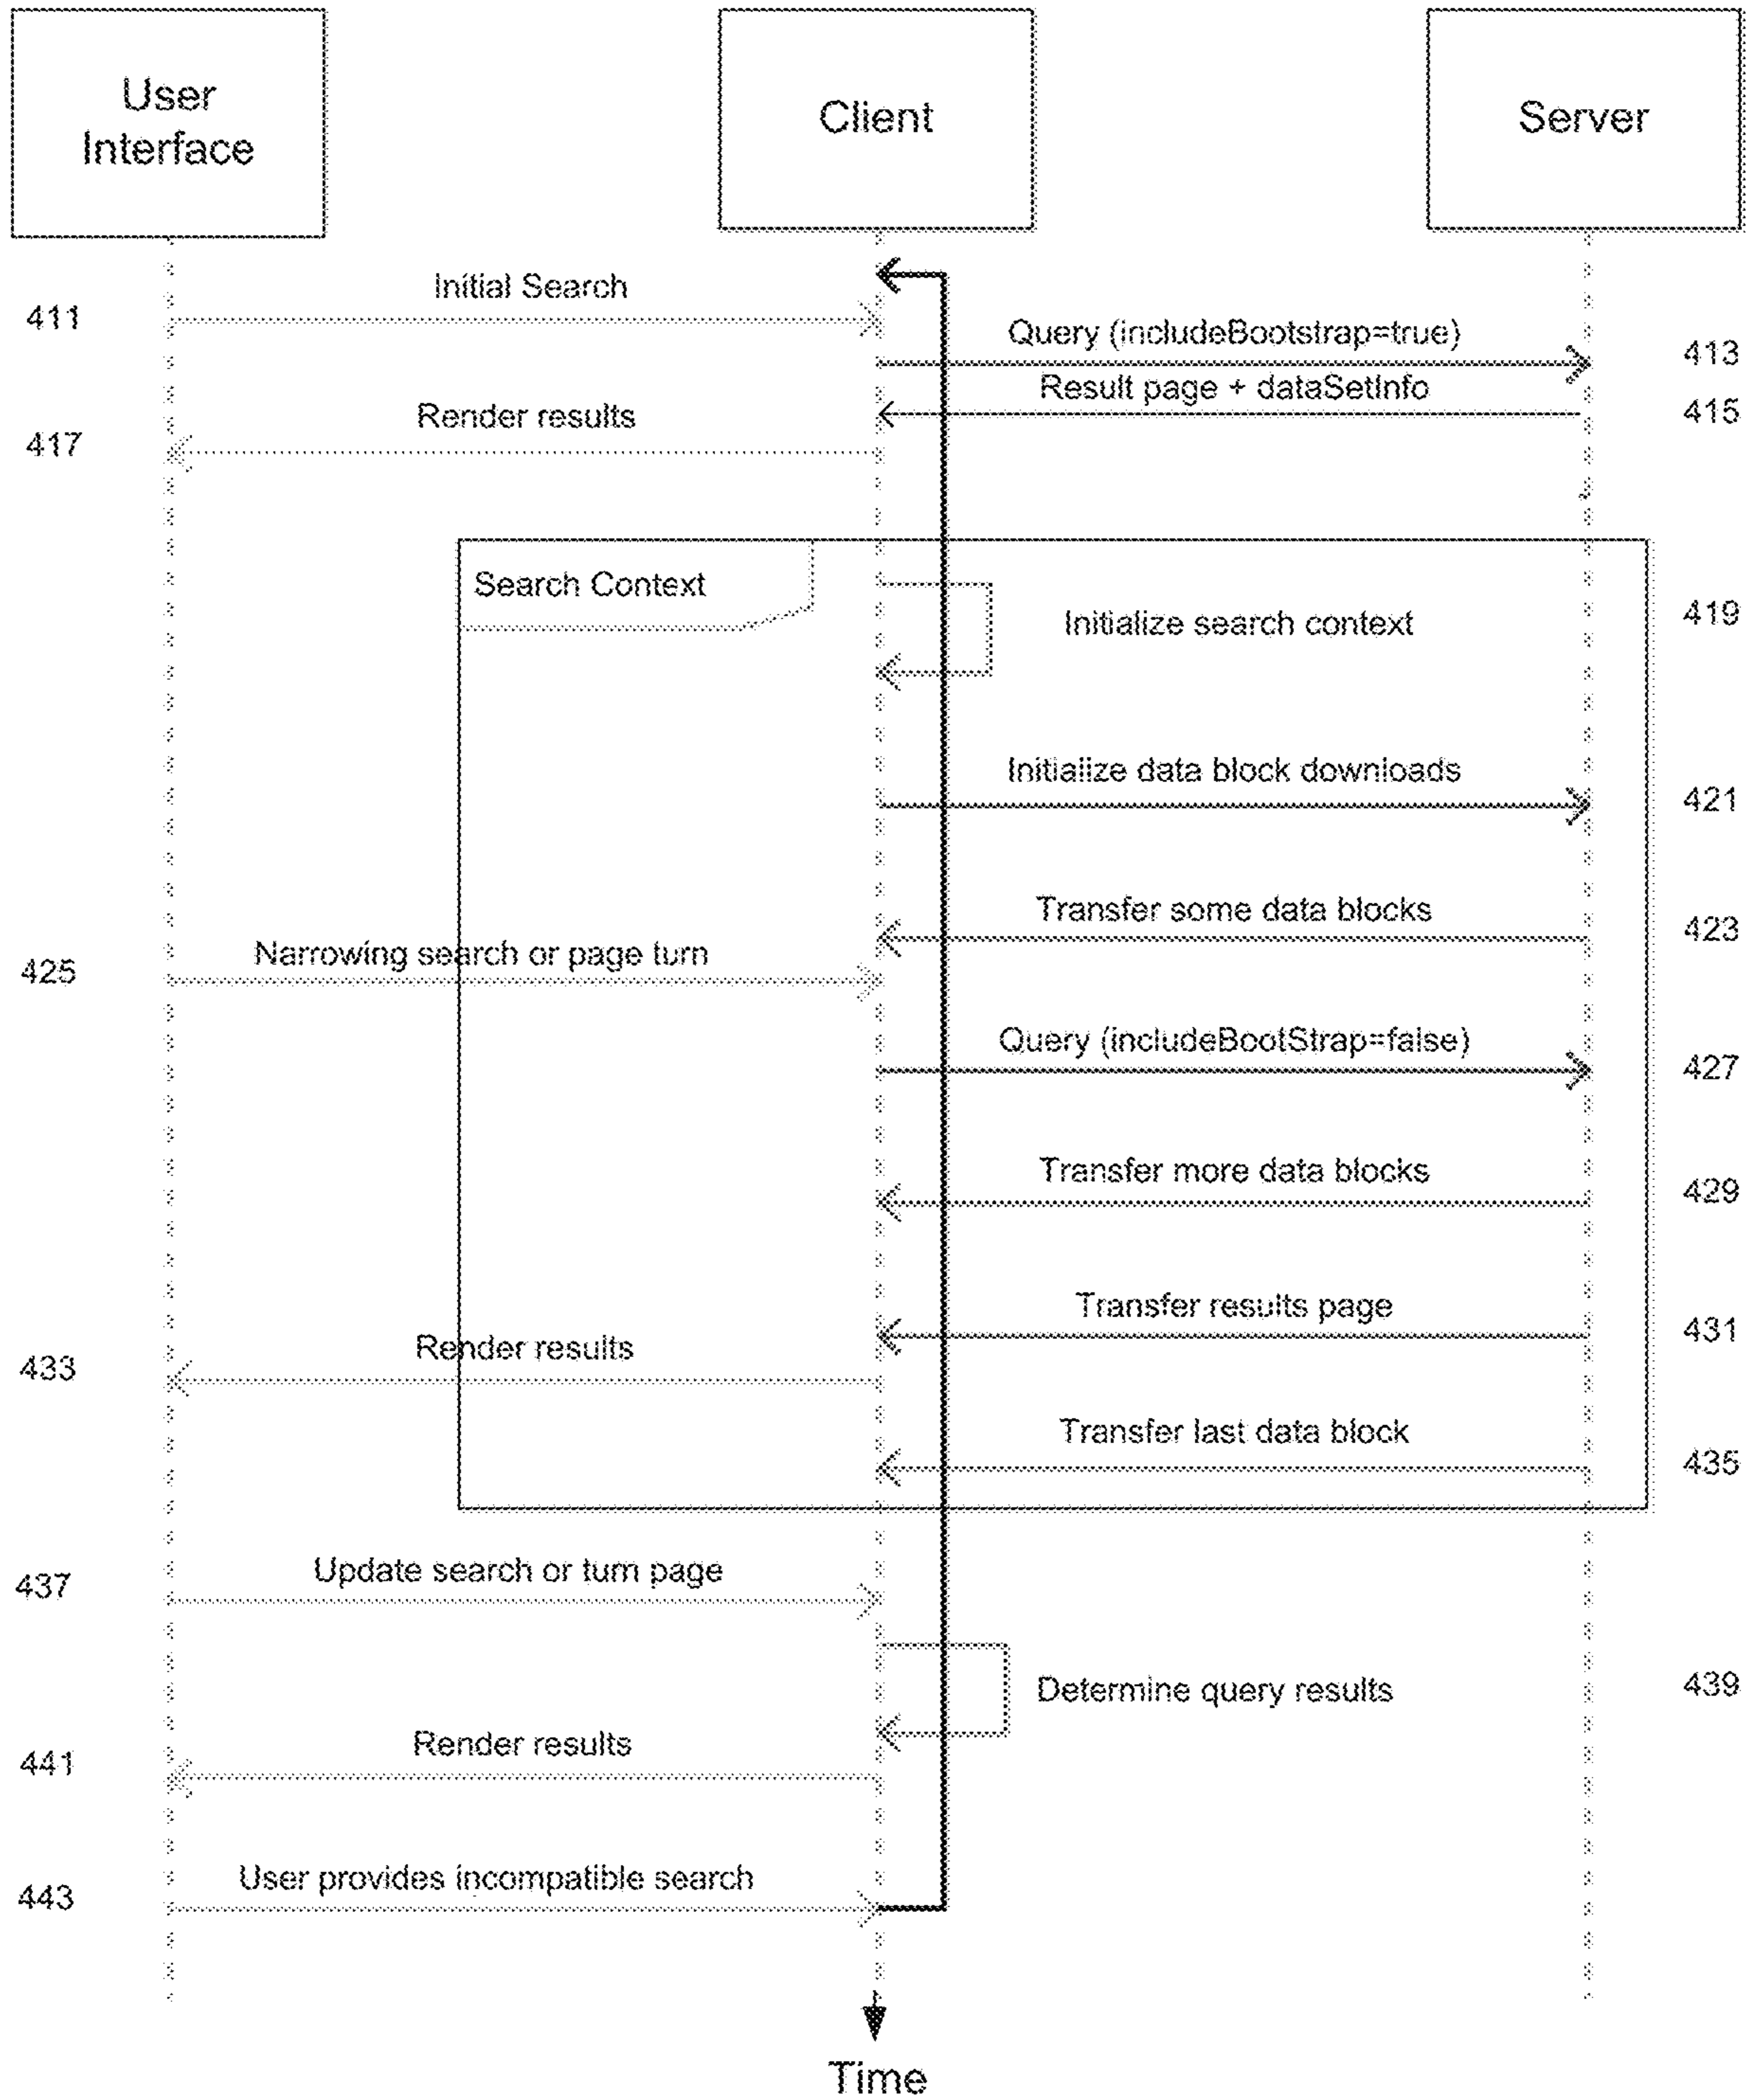 User
Interface
Client
Server
Initial Search
411
Query (includeBootstrap=true)
413
Result page + dataSetInfo
415
Render results
417
Search Context
Initialize search context
419
Initialize data block downloads
421
Transfer some data blocks
423
Narrowing search or page turn
425
Query (includeBootStrap=false)
427
Transfer more data blocks
429
Transfer results page
431
Render results
433
Transfer last data block
435
Update search or turn page
437
Determine query results
439
Render results
441
User provides incompatible search
443
Time